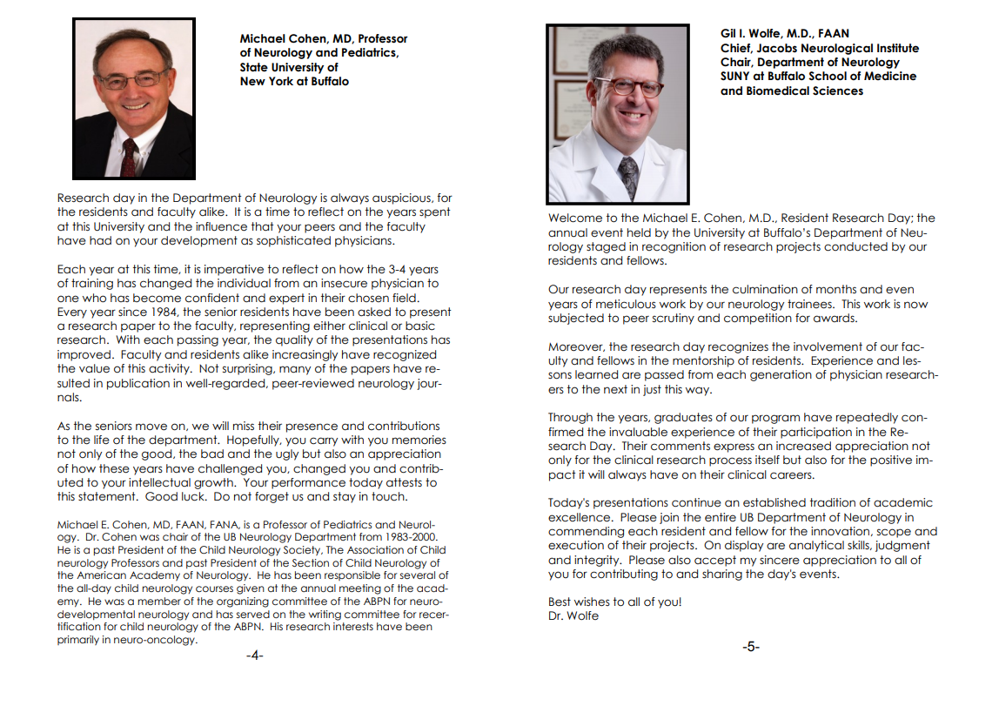 Michael Cohen, MD, Professor
of Neurology and Pediatrics,
State University of
New York at Buffalo
Research day in the Department of Neurology is always auspicious, for
the residents and faculty alike.  It is a time to reflect on the years spent
at this University and the influence that your peers and the faculty
have had on your development as sophisticated physicians.
Each year at this time, it is imperative to reflect on how the 3-4 years
of training has changed the individual from an insecure physician to
one who has become confident and expert in their chosen field.
Every year since 1984, the senior residents have been asked to present
a research paper to the faculty, representing either clinical or basic
research.  With each passing year, the quality of the presentations has
improved.  Faculty and residents alike increasingly have recognized
the value of this activity.  Not surprising, many of the papers have re-
sulted in publication in well-regarded, peer-reviewed neurology jour-
nals.
As the seniors move on, we will miss their presence and contributions
to the life of the department.  Hopefully, you carry with you memories
not only of the good, the bad and the ugly but also an appreciation
of how these years have challenged you, changed you and contrib-
uted to your intellectual growth.  Your performance today attests to
this statement.  Good luck.  Do not forget us and stay in touch.
Michael E. Cohen, MD, FAAN, FANA, is a Professor of Pediatrics and Neurol-
ogy.  Dr. Cohen was chair of the UB Neurology Department from 1983-2000.
He is a past President of the Child Neurology Society, The Association of Child
neurology Professors and past President of the Section of Child Neurology of
the American Academy of Neurology.  He has been responsible for several of
the all-day child neurology courses given at the annual meeting of the acad-
emy.  He was a member of the organizing committee of the ABPN for neuro-
developmental neurology and has served on the writing committee for recer-
tification for child neurology of the ABPN.  His research interests have been
primarily in neuro-oncology.
-4-
Gil I. Wolfe, M.D., FAAN
Chief, Jacobs Neurological Institute
Chair, Department of Neurology
SUNY at Buffalo School of Medicine
and Biomedical Sciences
Welcome to the Michael E. Cohen, M.D., Resident Research Day; the
annual event held by the University at Buffalo's Department of Neu-
rology staged in recognition of research projects conducted by our
residents and fellows.
Our research day represents the culmination of months and even
years of meticulous work by our neurology trainees.  This work is now
subjected to peer scrutiny and competition for awards.
Moreover, the research day recognizes the involvement of our fac-
ulty and fellows in the mentorship of residents.  Experience and les-
sons learned are passed from each generation of physician research-
ers to the next in just this way.
Through the years, graduates of our program have repeatedly con-
firmed the invaluable experience of their participation in the Re-
search Day.  Their comments express an increased appreciation not
only for the clinical research process itself but also for the positive im-
pact it will always have on their clinical careers.
Today's presentations continue an established tradition of academic
excellence.  Please join the entire UB Department of Neurology in
commending each resident and fellow for the innovation, scope and
execution of their projects.  On display are analytical skills, judgment
and integrity.  Please also accept my sincere appreciation to all of
you for contributing to and sharing the day's events.
Best wishes to all of you!
Dr. Wolfe
-5-